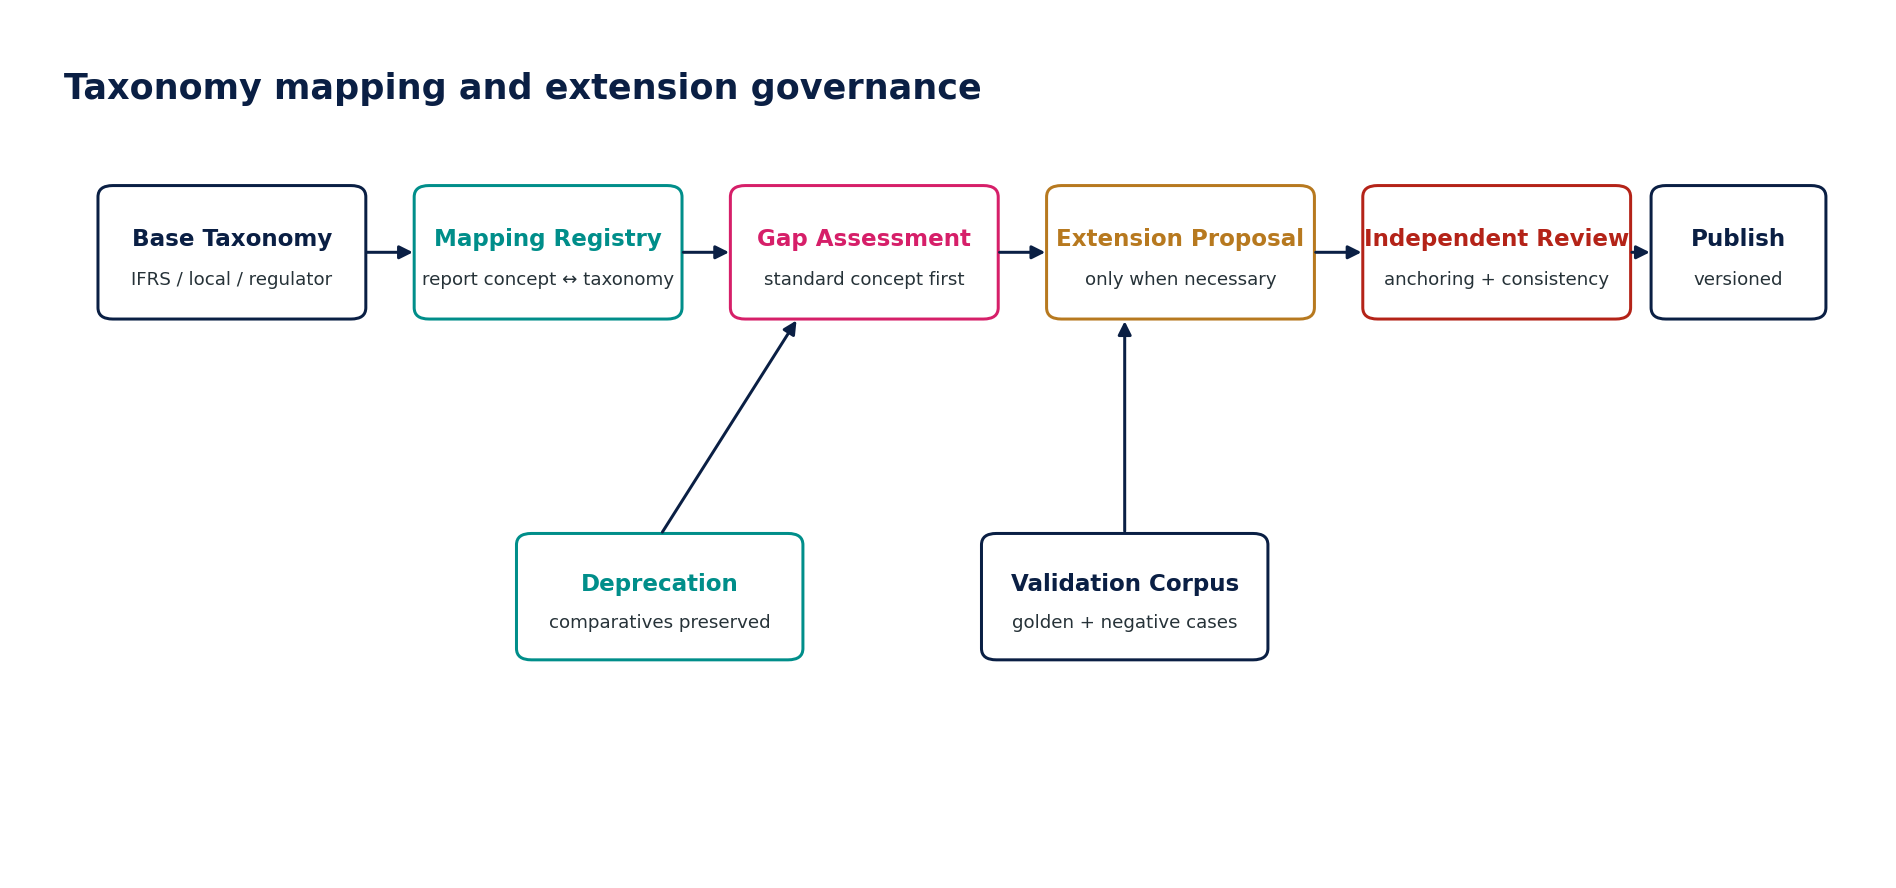 Taxonomy mapping and extension governance
Base Taxonomy
IFRS / local / regulator
Mapping Registry
report concept ↔ taxonomy
Gap Assessment
standard concept first
Extension Proposal
only when necessary
Independent Review
anchoring + consistency
Publish
versioned
Deprecation
comparatives preserved
Validation Corpus
golden + negative cases